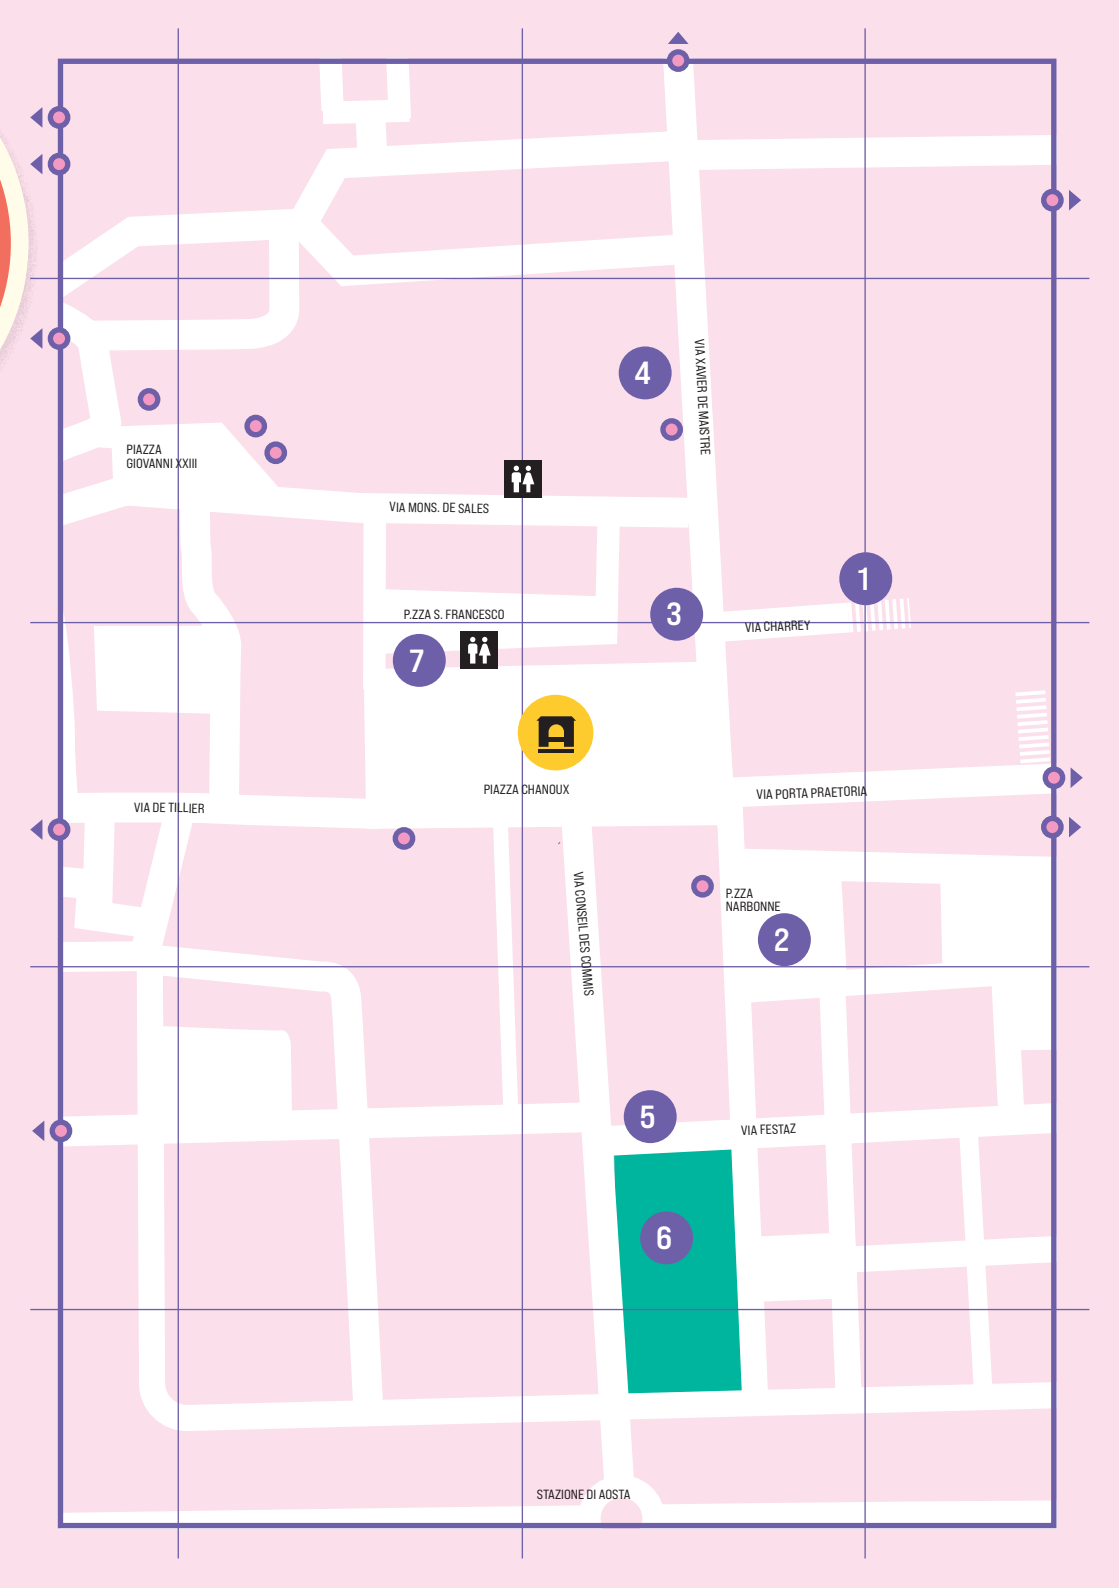 4
VIA XAVIER DE MAISTRE
PIAZZA
GIOVANNI XXIII
VIA MONS. DE SALES
1
3
P.ZZA S. FRANCESCO
VIA CHARREY
7
PIAZZA CHANOUX
VIA PORTA PRAETORIA
VIA DE TILLIER
VIA CONSEIL DES COMMIS
P.ZZA
NARBONNE
2
5
VIA FESTAZ
6
STAZIONE DI AOSTA